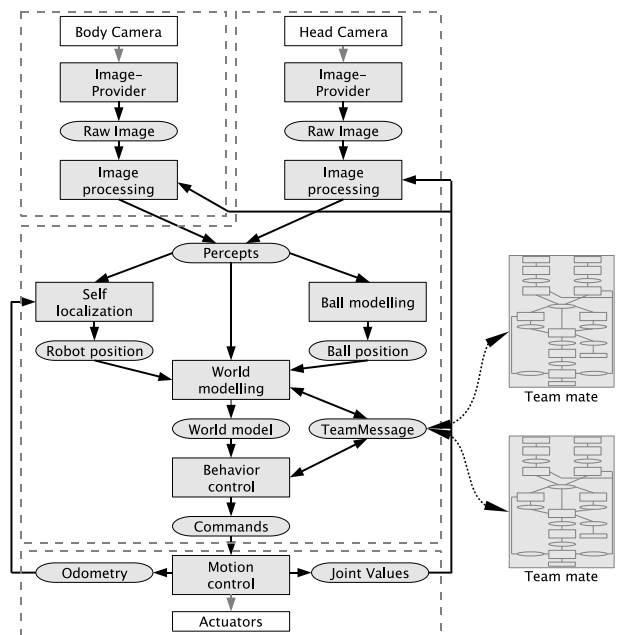 Body Camera
Head Camera
Image-
Provider
Image-
Provider
Raw Image
Raw Image
Image
processing
Image
processing
Percepts
Self
localization
Ball modelling
Robot position
Ball position
World
modelling
World model
TeamMessage
Behavior
control
Commands
Odometry
Motion
control
Joint Values
Actuators
Team mate
Team mate